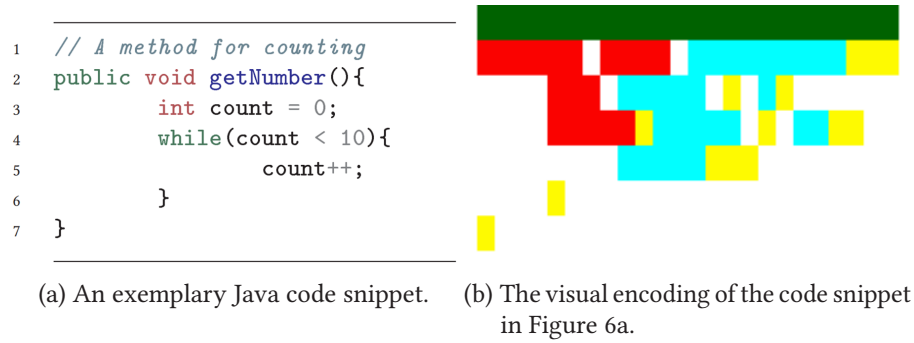 1 // A method for counting
2 public void getNumber(){
3 int count = 0;
4 while(count < 10){
5 count++;
6 }
7 }
(a) An exemplary Java code snippet.
(b) The visual encoding of the code snippet
in Figure 6a.